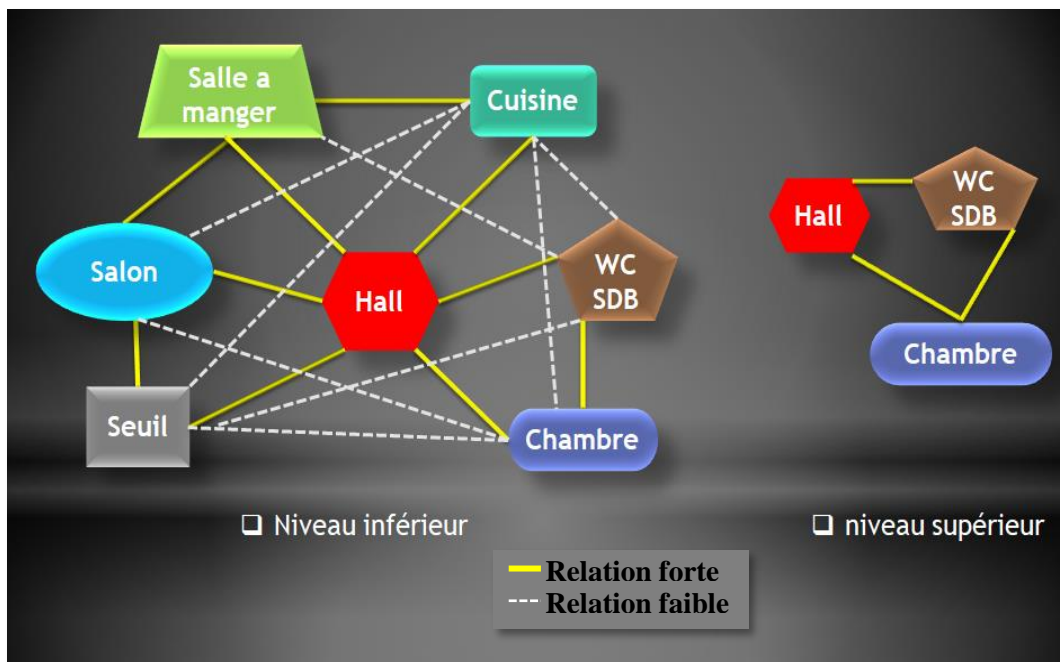 Salle a
manger
Cuisine
Salon
Hall
WC
SDB
Seuil
Chambre
❑ Niveau inférieur
Hall
WC
SDB
Chambre
❑ niveau supérieur
Relation forte
Relation faible